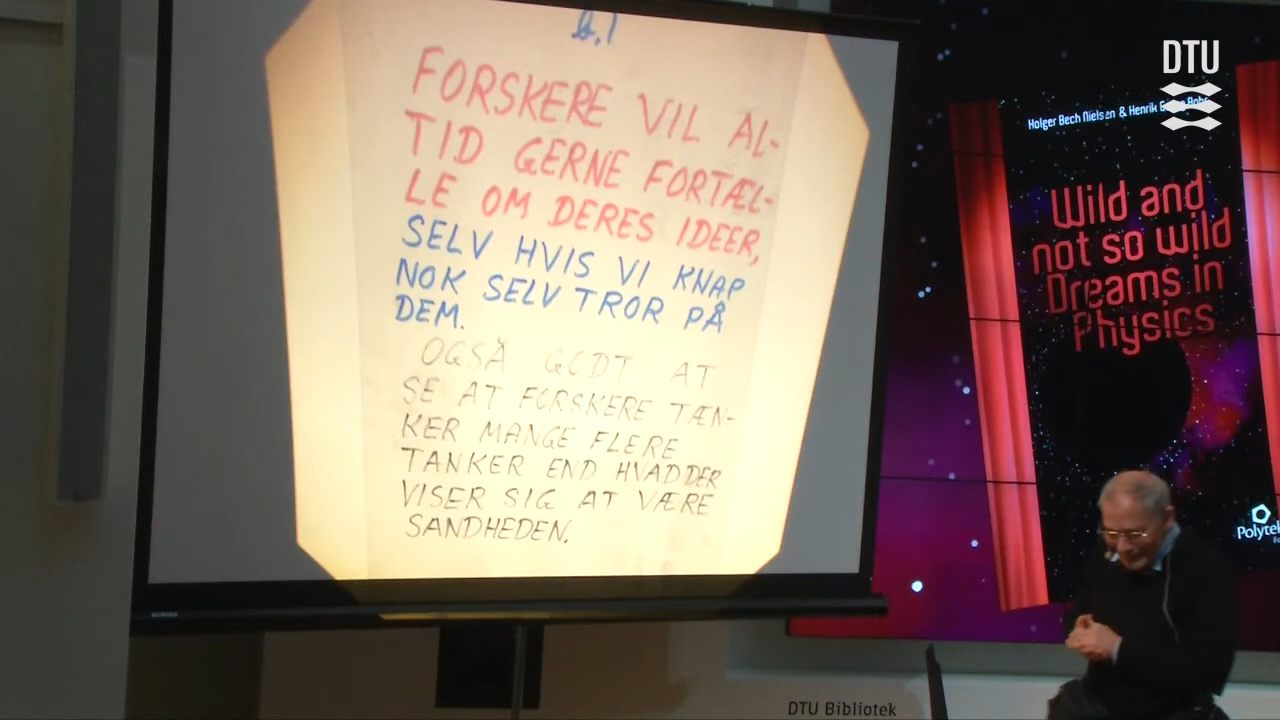 b.1
FORSKERE VIL AL-
TID GERNE FORTÆL-
LE OM DERES IDEER,
SELV HVIS VI KNAP
NOK SELV TROR PÅ
DEM.
OGSÅ GODT AT
SE AT FORSKERE TÆN-
KER MANGE FLERE
TANKER END HVAD DER
VISER SIG AT VÆRE
SANDHEDEN.
DTU
Holger Bech Nielsen & Henrik
Wild and
not so wild
Dreams in
Physics
DTU Bibliotek